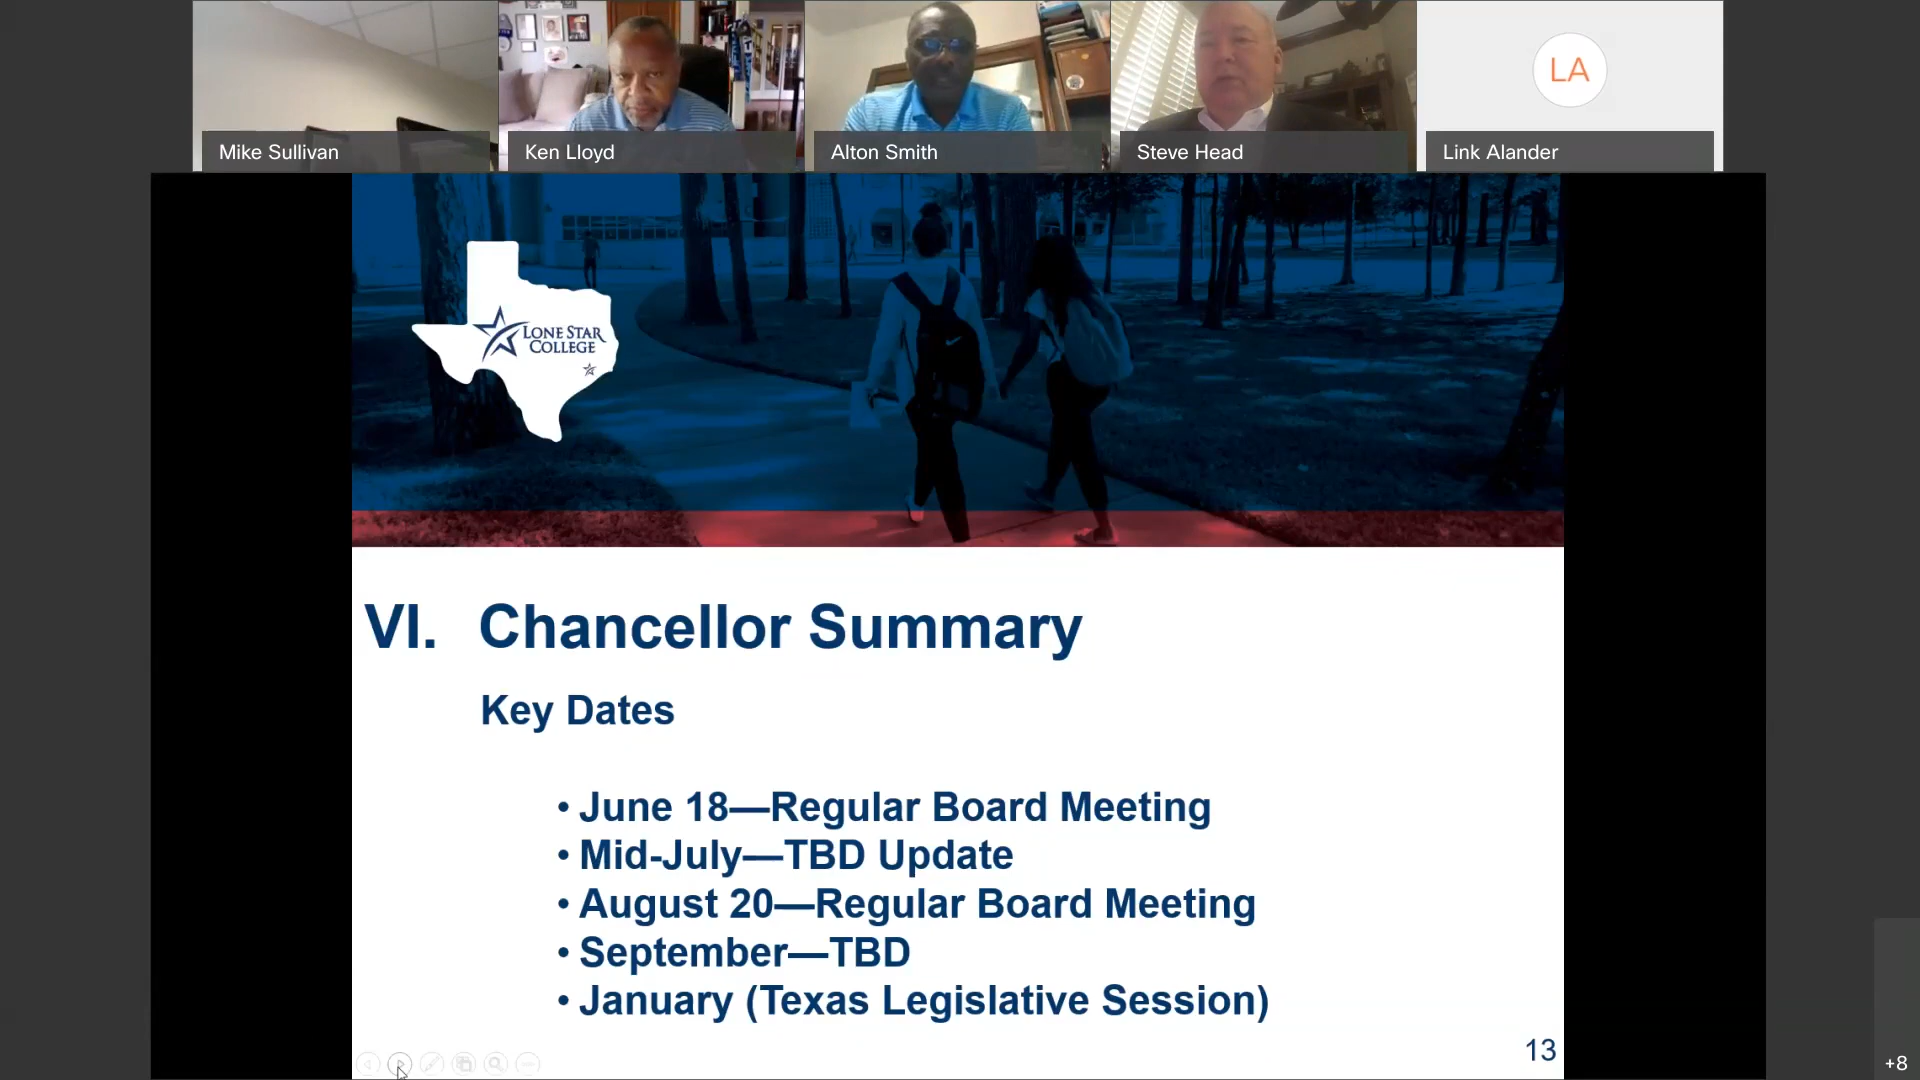 Mike Sullivan
Ken Lloyd
Alton Smith
Steve Head
LA
Link Alander
LONE STAR
COLLEGE
VI. Chancellor Summary
Key Dates
• June 18—Regular Board Meeting
• Mid-July—TBD Update
• August 20—Regular Board Meeting
• September—TBD
• January (Texas Legislative Session)
13
+8